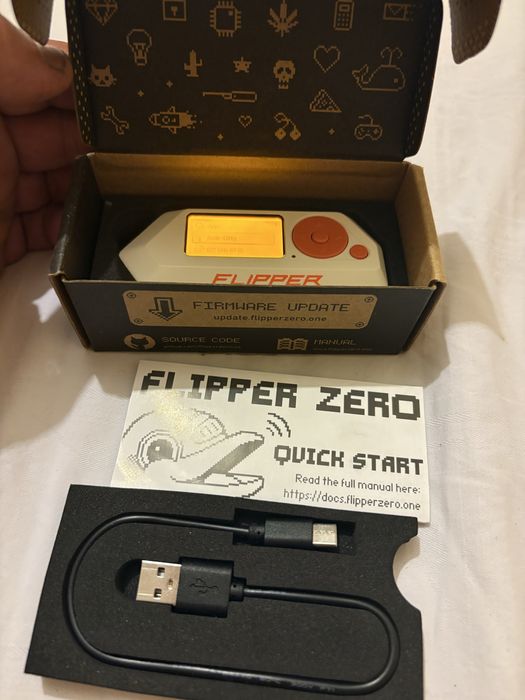 FLIPPER
FIRMWARE UPDATE
update.flipperzero.one
SOURCE CODE
MANUAL
FLIPPER ZERO
QUICK START
Read the full manual here:
https://docs.flipperzero.one